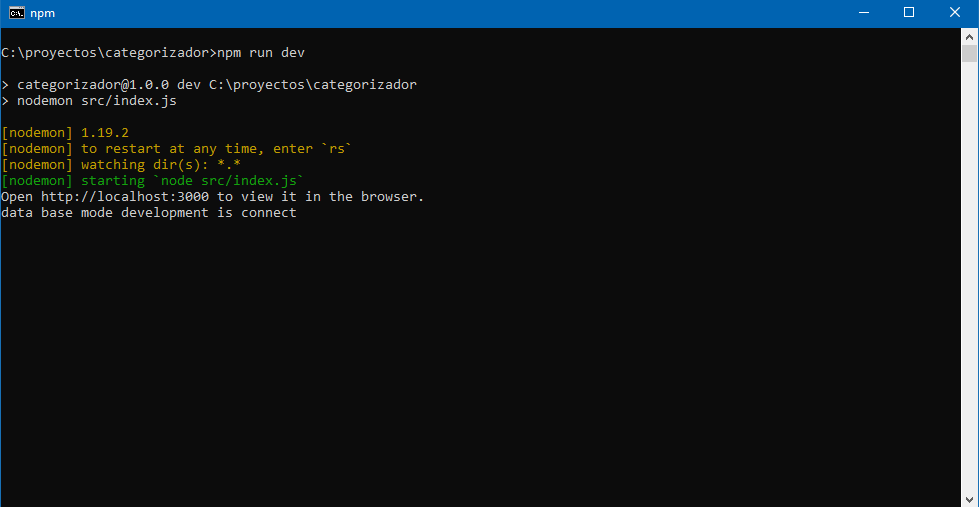 npm
C:\proyectos\categorizador>npm run dev
> categorizador@1.0.0 dev C:\proyectos\categorizador
> nodemon src/index.js
[nodemon] 1.19.2
[nodemon] to restart at any time, enter `rs`
[nodemon] watching dir(s): *.*
[nodemon] starting `node src/index.js`
Open http://localhost:3000 to view it in the browser.
data base mode development is connect